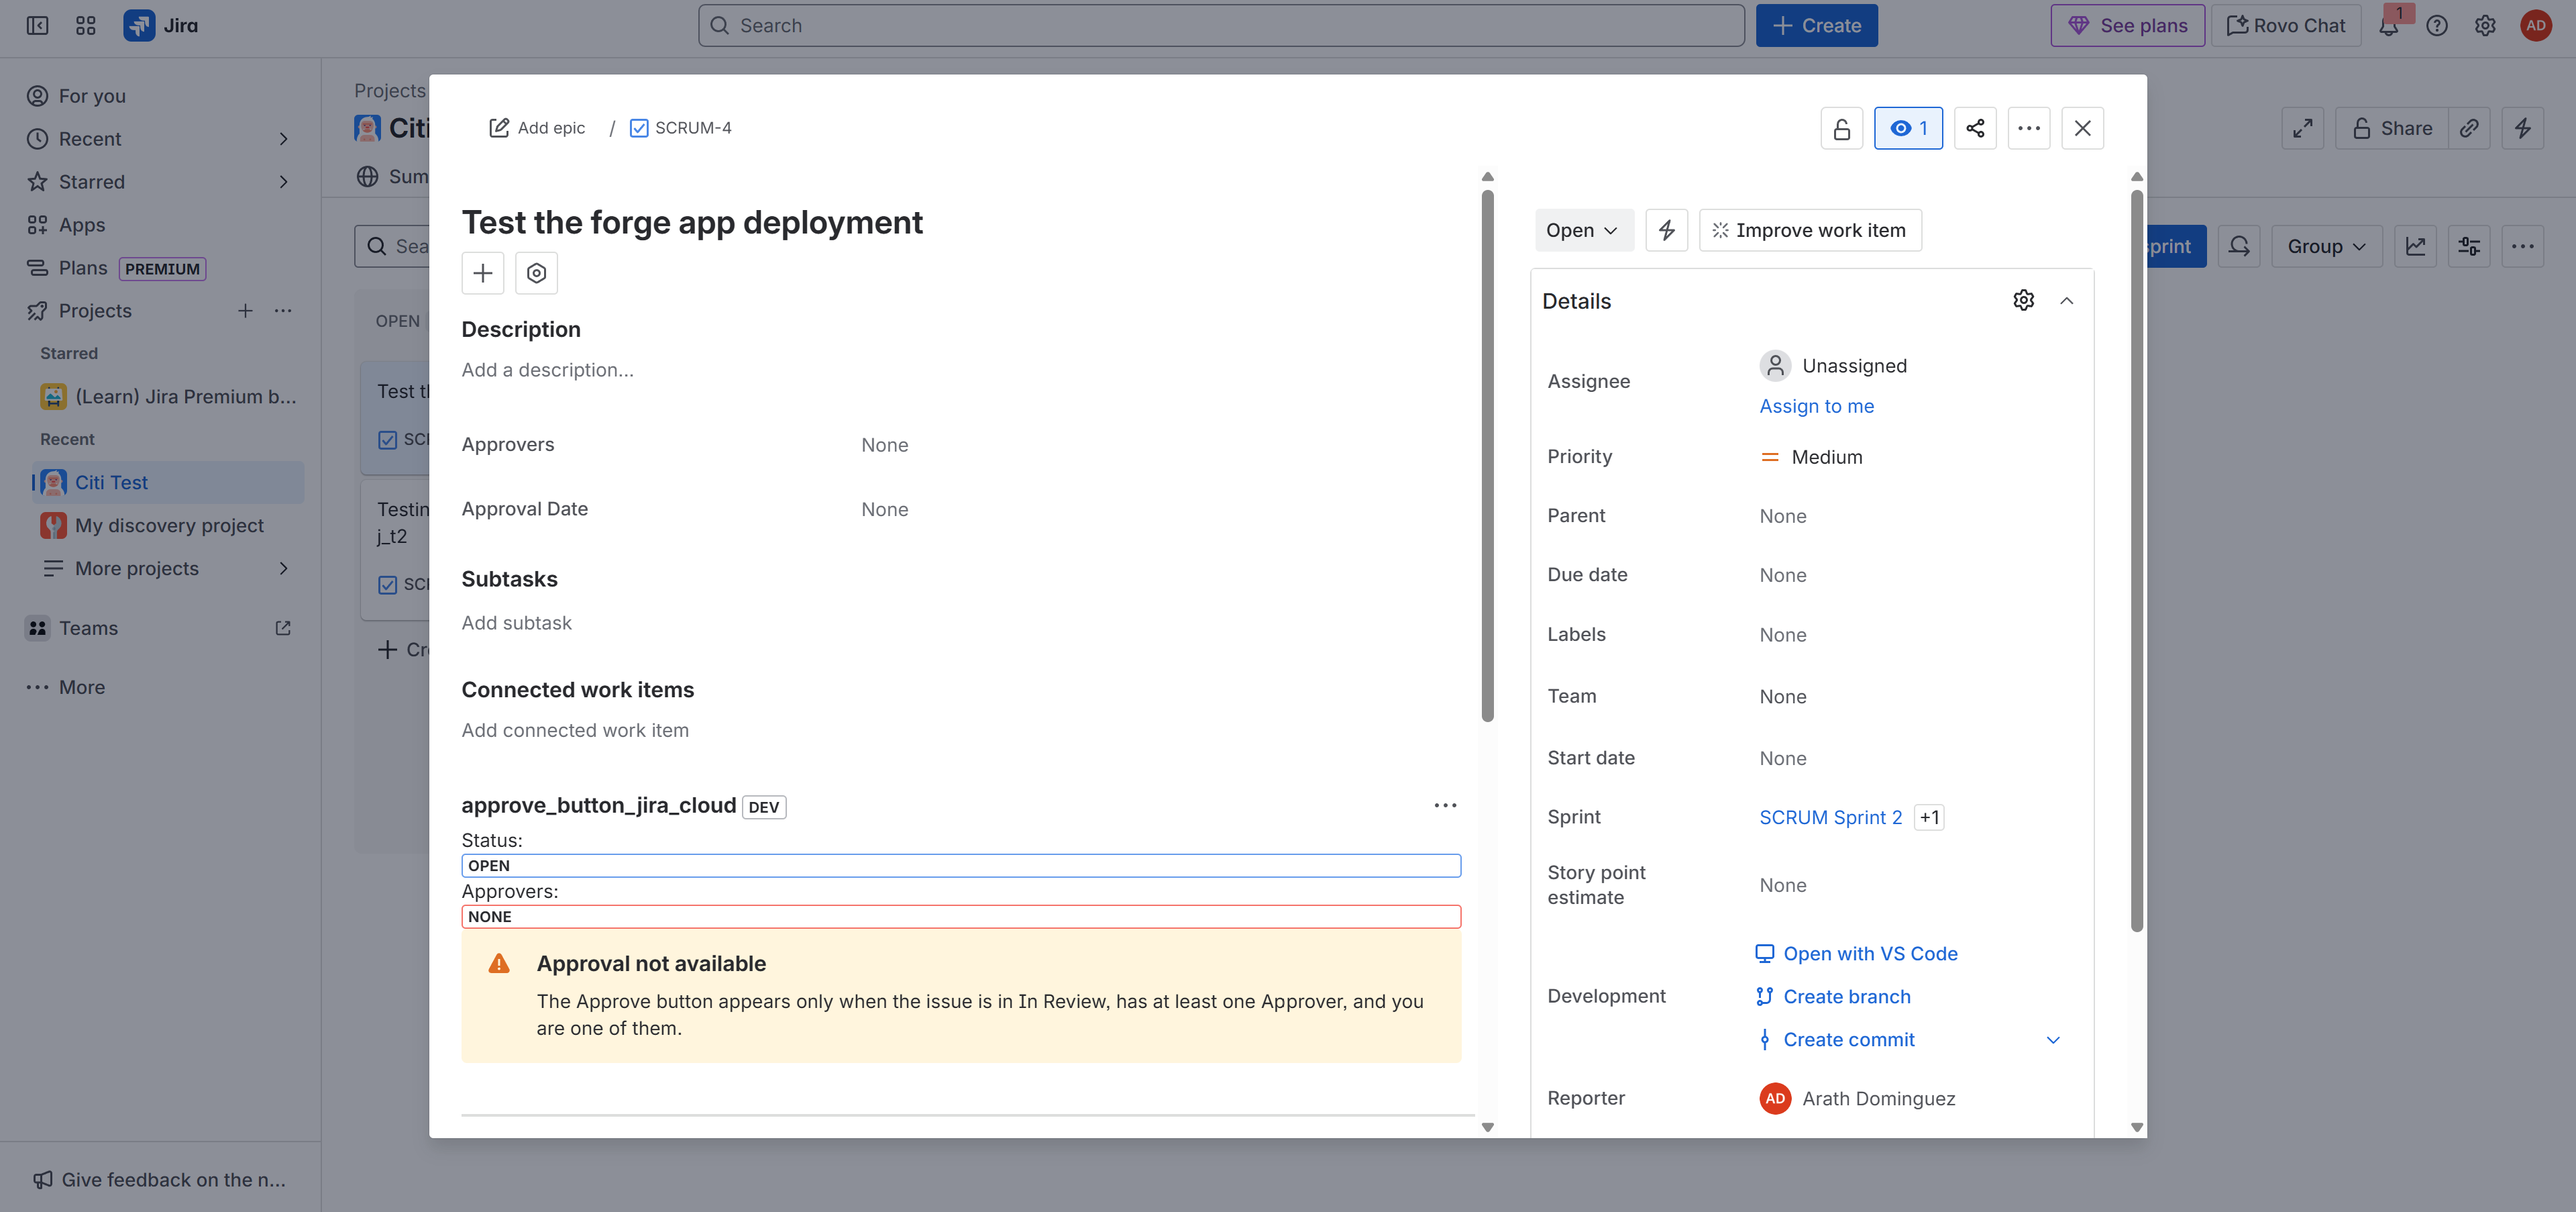 Jira
Search
Create
See plans
Rovo Chat
1
AD
For you
Recent
Starred
Apps
Plans PREMIUM
Projects
Starred
(Learn) Jira Premium b...
Recent
Citi Test
My discovery project
More projects
Teams
More
Give feedback on the n...
Projects
Citi
Sum
Share
Sea
print
Group
OPEN
Test th
SCR
Testin
j_t2
SCR
Cre
Add epic / SCRUM-4
1
Test the forge app deployment
Description
Add a description...
Approvers None
Approval Date None
Subtasks
Add subtask
Connected work items
Add connected work item
approve_button_jira_cloud DEV
Status:
OPEN
Approvers:
NONE
Approval not available
The Approve button appears only when the issue is in In Review, has at least one Approver, and you
are one of them.
Open
Improve work item
Details
Assignee
Unassigned
Assign to me
Priority Medium
Parent None
Due date None
Labels None
Team None
Start date None
Sprint SCRUM Sprint 2 +1
Story point
estimate
None
Development
Open with VS Code
Create branch
Create commit
Reporter AD Arath Dominguez